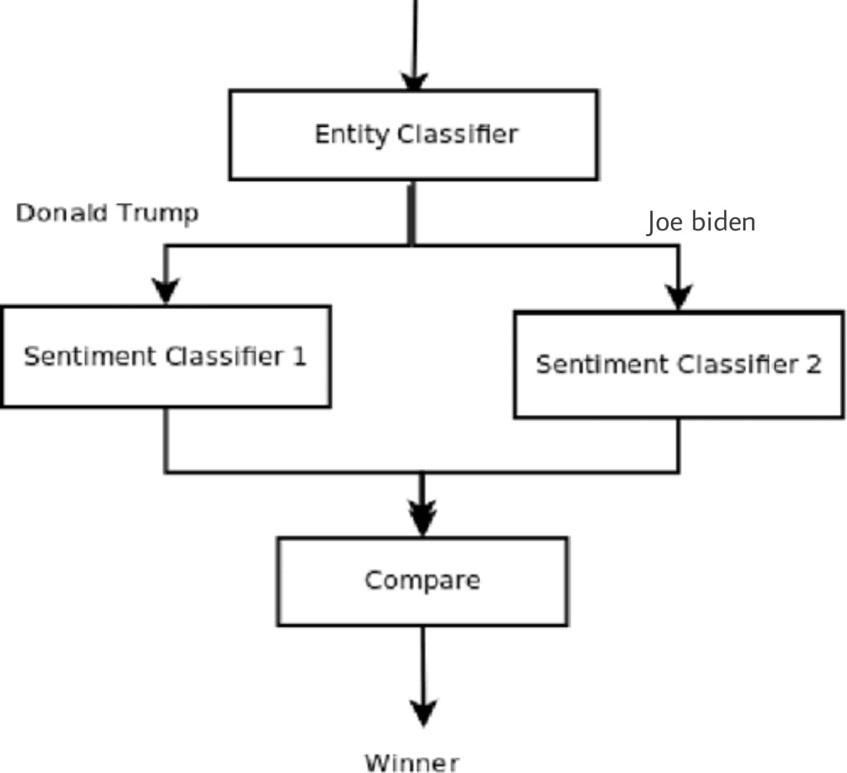 Entity Classifier
Donald Trump
Joe biden
Sentiment Classifier 1
Sentiment Classifier 2
Compare
Winner